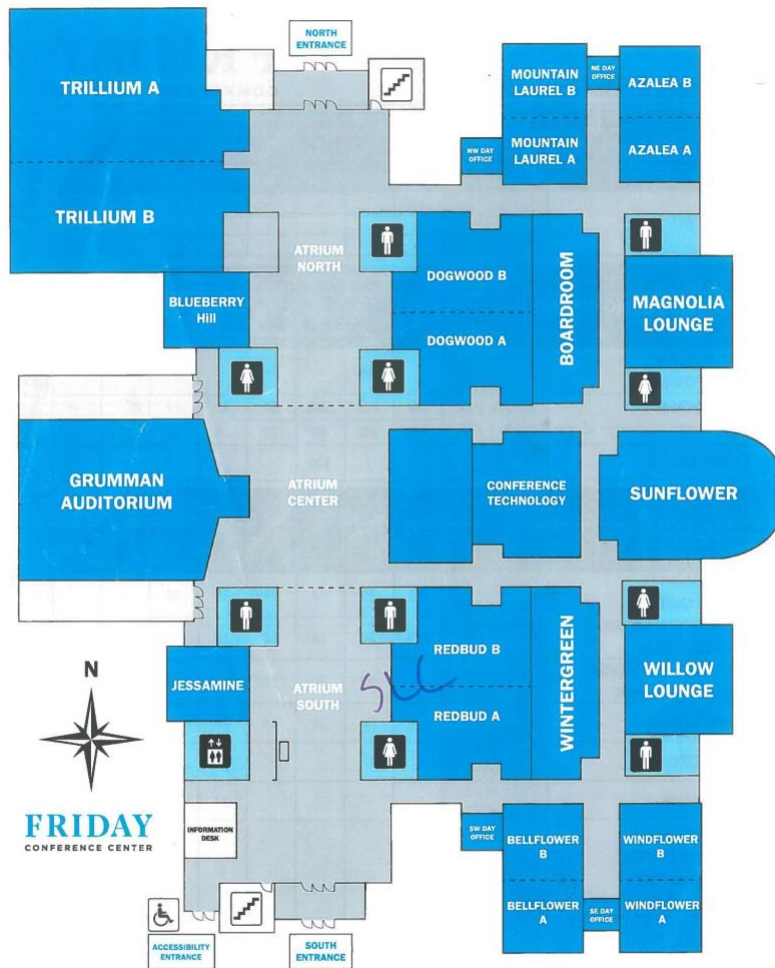 NORTH
ENTRANCE
TRILLIUM A
TRILLIUM B
MOUNTAIN
LAUREL B
NE DAY
OFFICE
AZALEA B
MOUNTAIN
LAUREL A
AZALEA A
NW DAY
OFFICE
ATRIUM
NORTH
DOGWOOD B
DOGWOOD A
BOARDROOM
MAGNOLIA
LOUNGE
BLUEBERRY
Hill
GRUMMAN
AUDITORIUM
ATRIUM
CENTER
CONFERENCE
TECHNOLOGY
SUNFLOWER
JESSAMINE
ATRIUM
SOUTH
SLC
REDBUD B
REDBUD A
WINTERGREEN
WILLOW
LOUNGE
N
FRIDAY
CONFERENCE CENTER
INFORMATION
DESK
SW DAY
OFFICE
BELLFLOWER
B
WINDFLOWER
B
BELLFLOWER
A
SE DAY
OFFICE
WINDFLOWER
A
ACCESSIBILITY
ENTRANCE
SOUTH
ENTRANCE